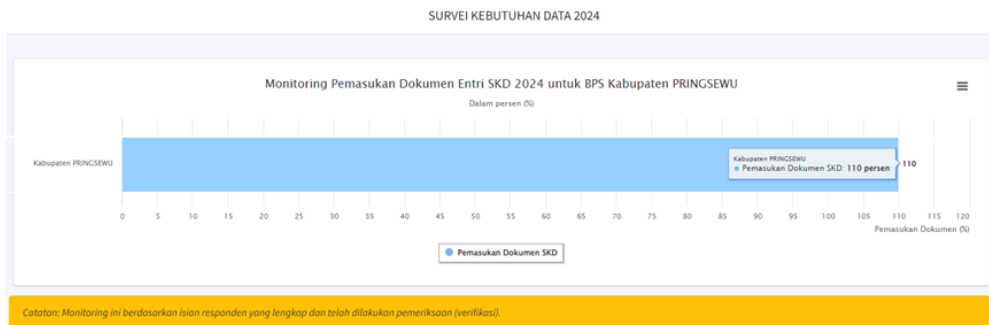 SURVEI KEBUTUHAN DATA 2024
Monitoring Pemasukan Dokumen Entri SKD 2024 untuk BPS Kabupaten PRINGSEWU
Dalam persen (%)
Kabupaten PRINGSEWU
Kabupaten PRINGSEWU
Pemasukan Dokumen SKD: 110 persen
110
0 5 10 15 20 25 30 35 40 45 50 55 60 65 70 75 80 85 90 95 100 105 110 115 120
Pemasukan Dokumen (%)
Pemasukan Dokumen SKD
Catatan: Monitoring ini berdasarkan isian responden yang lengkap dan telah dilakukan pemeriksaan (verifikasi).